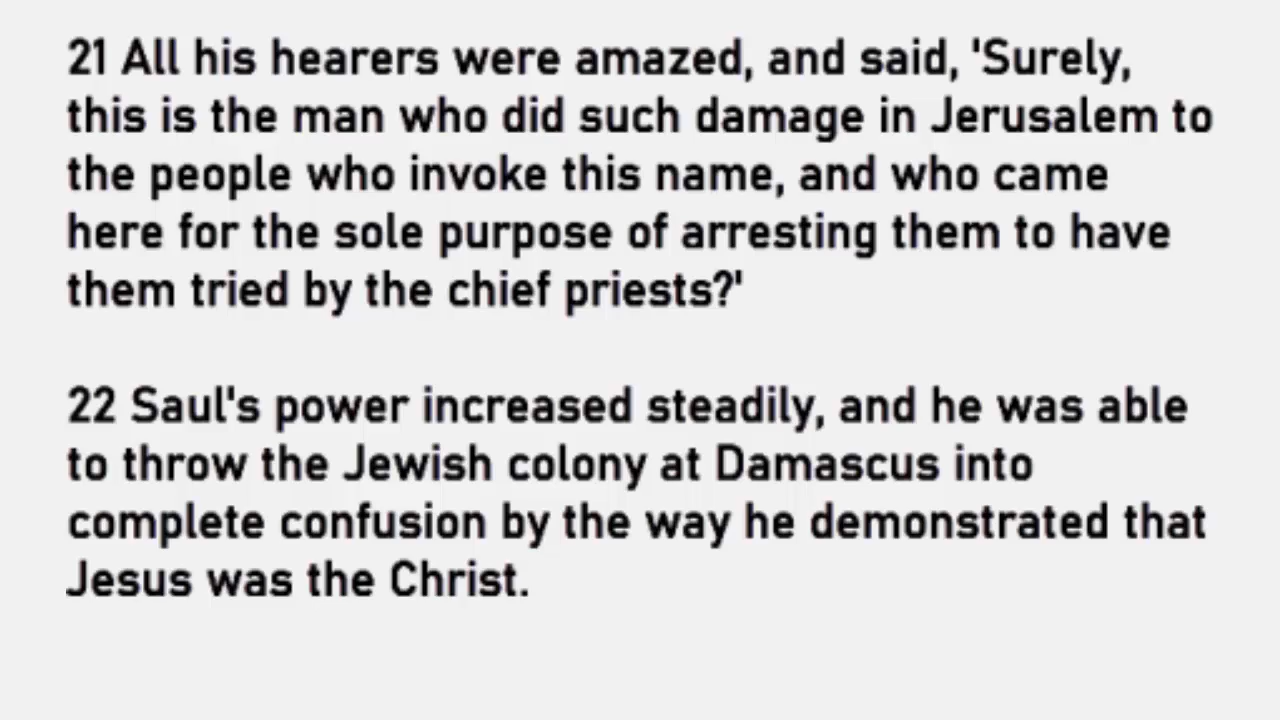 21 All his hearers were amazed, and said, 'Surely,
this is the man who did such damage in Jerusalem to
the people who invoke this name, and who came
here for the sole purpose of arresting them to have
them tried by the chief priests?'
22 Saul's power increased steadily, and he was able
to throw the Jewish colony at Damascus into
complete confusion by the way he demonstrated that
Jesus was the Christ.